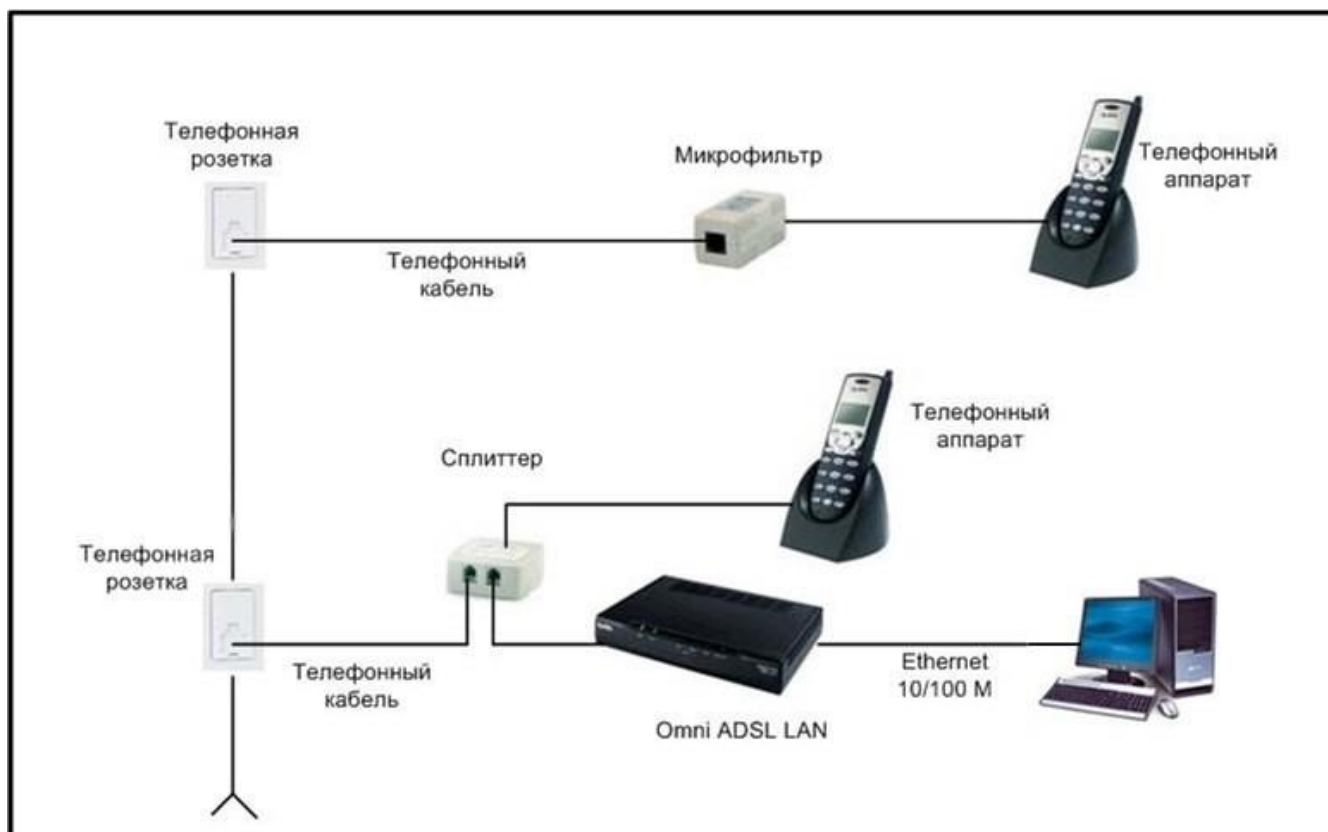 Телефонная
розетка
Микрофильтр
Телефонный
аппарат
Телефонный
кабель
Телефонный
аппарат
Сплиттер
Телефонная
розетка
Телефонный
кабель
Ethernet
10/100 М
Omni ADSL LAN